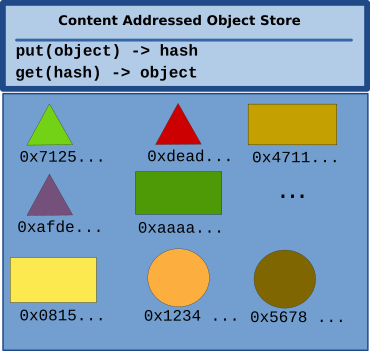 Content Addressed Object Store
put(object) -> hash
get(hash) -> object
0x7125... 0xdead... 0x4711...
...
0xafde... 0xaaaa...
0x0815... 0x1234 ... 0x5678 ...